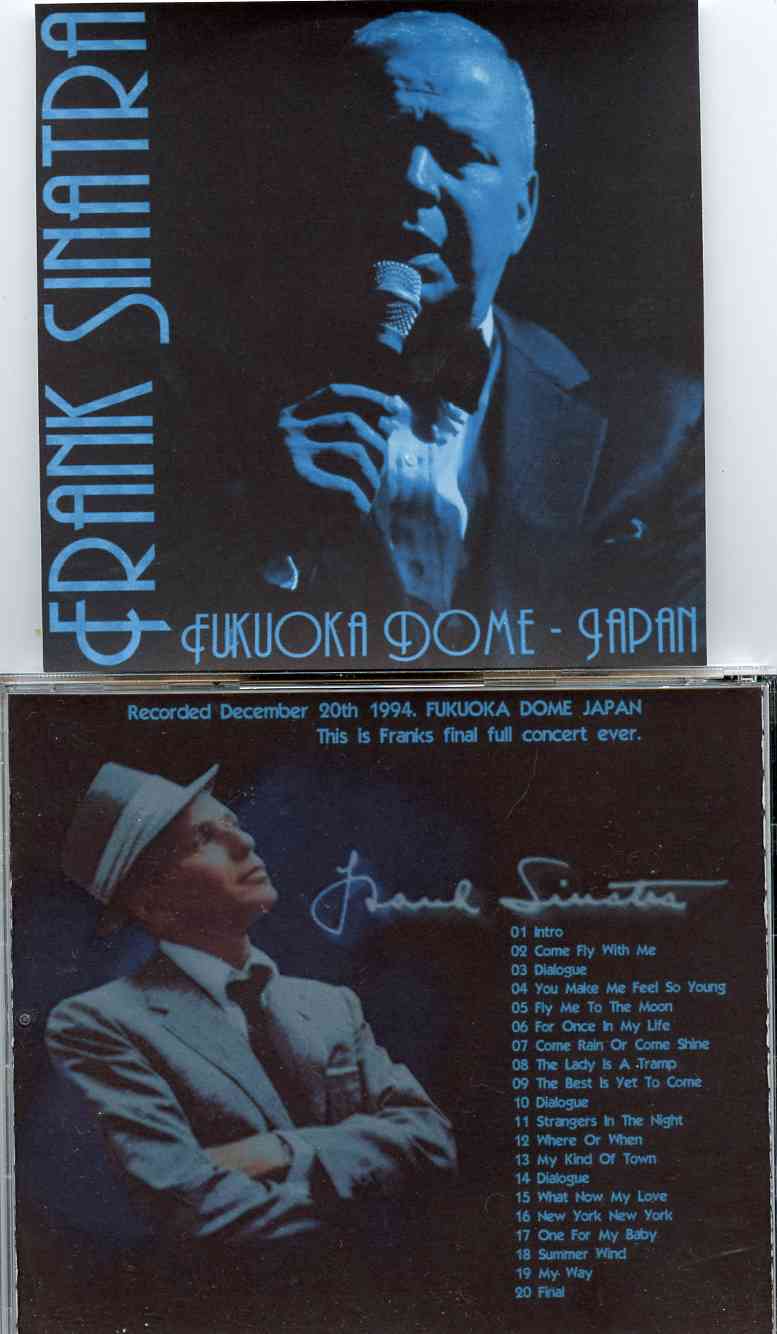 FRANK SINATRA
FUKUOKA DOME - JAPAN
Recorded December 20th 1994. FUKUOKA DOME JAPAN
This is Franks final full concert ever.
Frank Sinatra
01 Intro
02 Come Fly With Me
03 Dialogue
04 You Make Me Feel So Young
05 Fly Me To The Moon
06 For Once In My Life
07 Come Rain Or Come Shine
08 The Lady Is A Tramp
09 The Best Is Yet To Come
10 Dialogue
11 Strangers In The Night
12 Where Or When
13 My Kind Of Town
14 Dialogue
15 What Now My Love
16 New York New York
17 One For My Baby
18 Summer Wind
19 My Way
20 Final